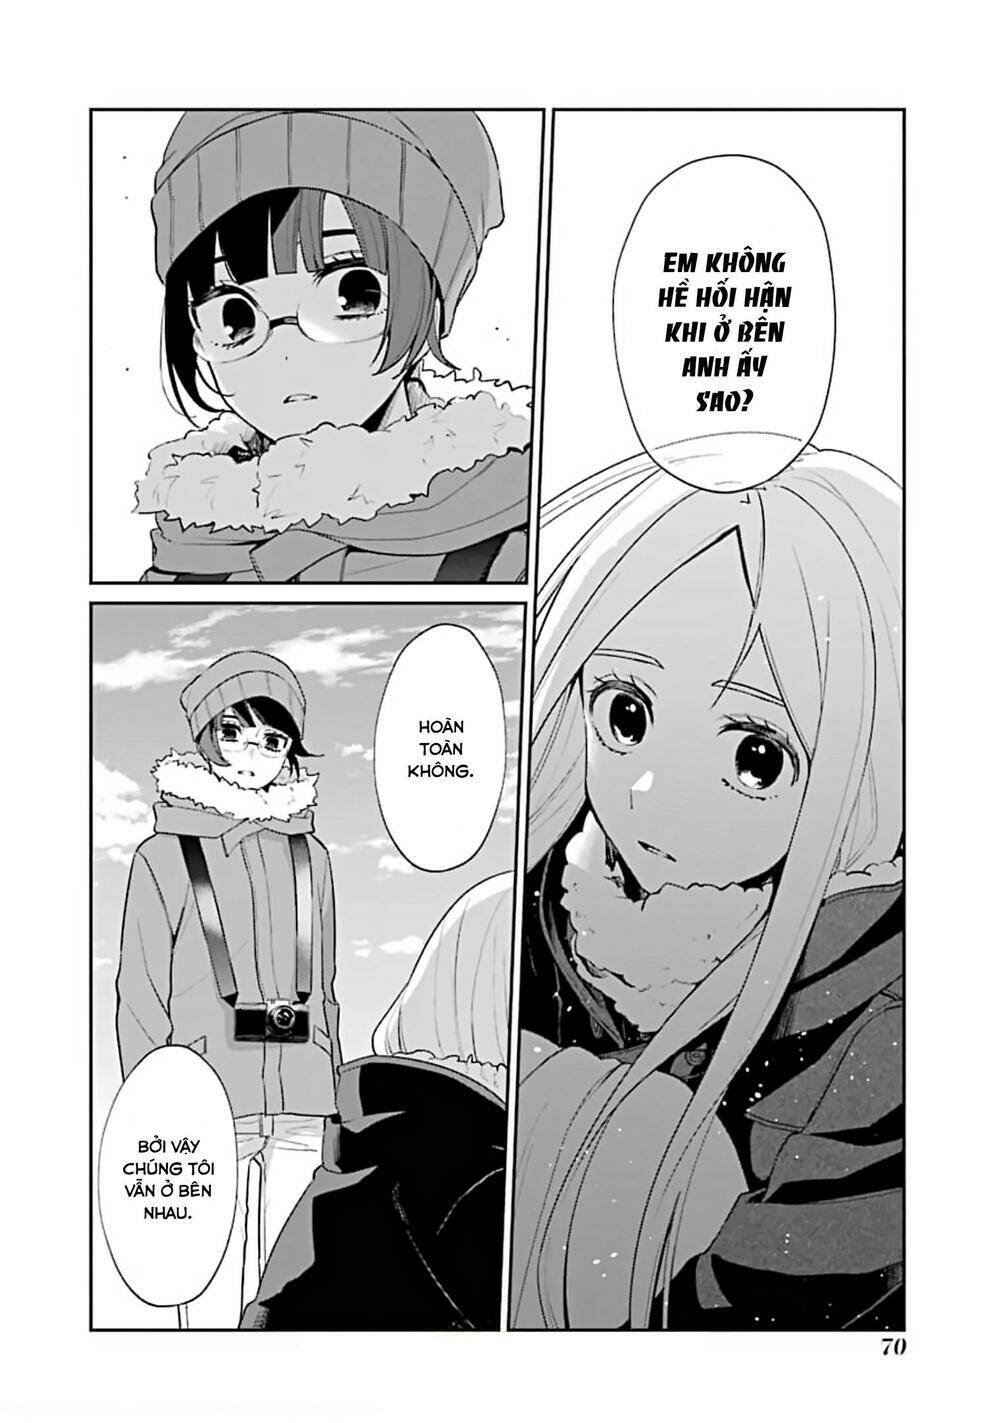 EM KHÔNG
HỀ HỐI HẬN
KHI Ở BÊN
ANH ẤY
SAO?
HOÀN
TOÀN
KHÔNG.
BỞI VẬY
CHÚNG TÔI
VẪN Ở BÊN
NHAU.
70